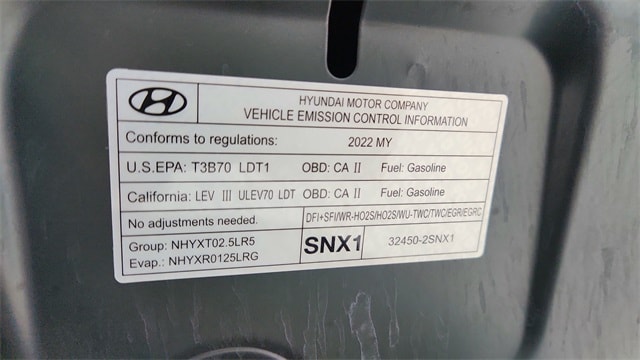 HYUNDAI MOTOR COMPANY
VEHICLE EMISSION CONTROL INFORMATION
Conforms to regulations: 2022 MY
U.S.EPA: T3B70 LDT1 OBD: CA II Fuel: Gasoline
California: LEV III ULEV70 LDT OBD: CA II Fuel: Gasoline
No adjustments needed. DFI+SFI/WR-HO2S/HO2S/WU-TWC/TWC/EGR/EGRC
Group: NHYXT02.5LR5
Evap.: NHYXR0125LRG
SNX1 32450-2SNX1